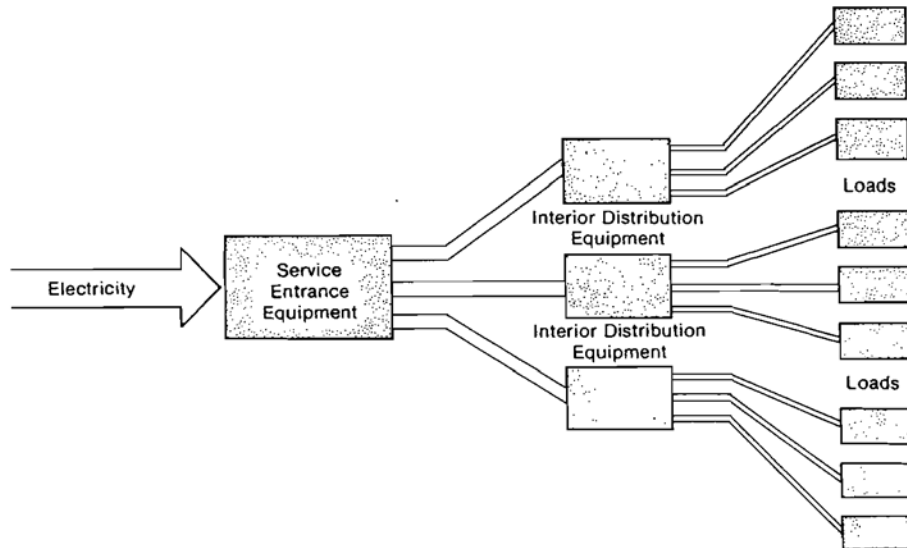 Loads
Interior Distribution
Equipment
Electricity
Service
Entrance
Equipment
Interior Distribution
Equipment
Loads